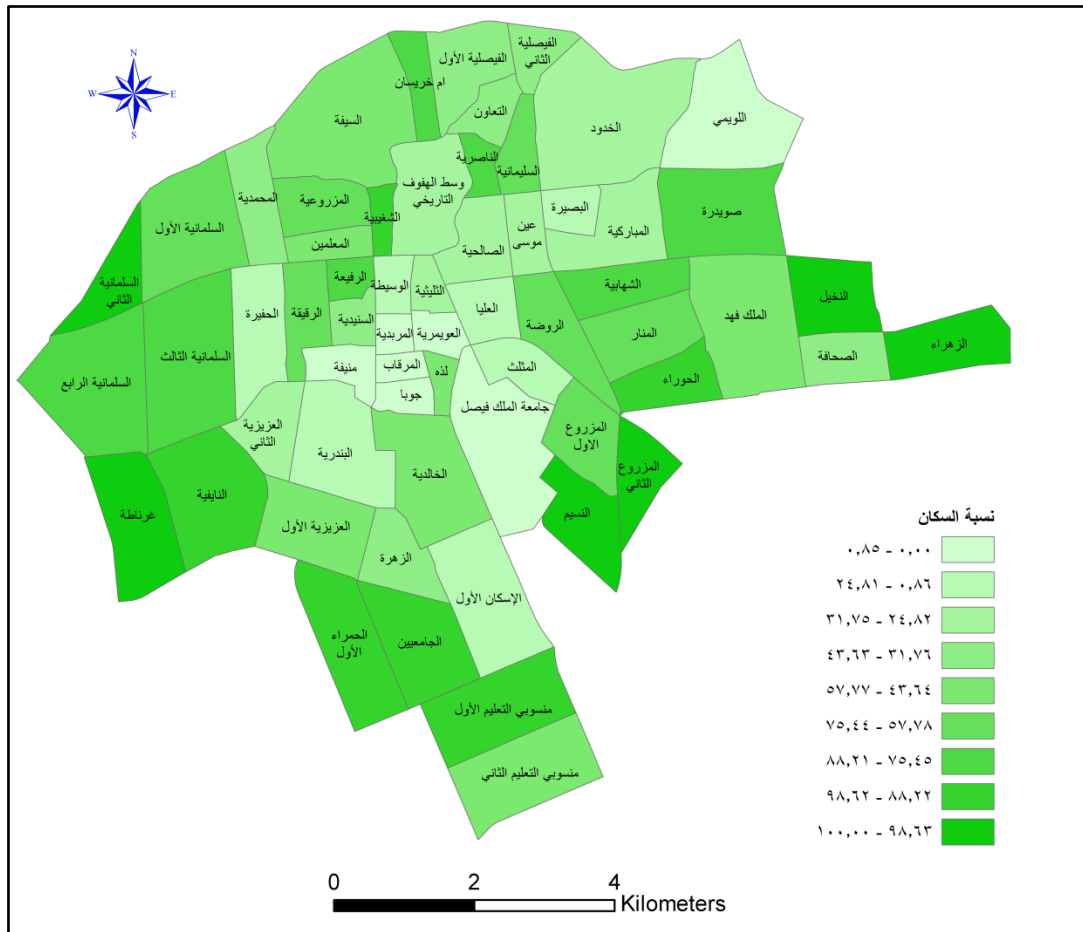 N
W
E
S
الفيصلية
الثاني
الفيصلية الأول
ام خريسان
اللويمي
التعاون
السيفة
الخدود
الناصرية
السليمانية
وسط الهفوف
التاريخي
المحمدية
المزروعية
الشغيبية
البصيرة
صويدرة
السلمانية الأول
عين
موسى
المباركية
المعلمين
الصالحية
السلمانية
الثاني
الرفيعة
الوسيطة
الثليثية
الشهابية
النخيل
الحفيرة
الرقيقة
السنيدية
العليا
الروضة
الملك فهد
المربدية
العويمرية
المنار
الزهراء
السلمانية الثالث
الصحافة
السلمانية الرابع
منيفة
المرقاب
لذه
المثلث
الحوراء
جوبا
جامعة الملك فيصل
العزيزية
الثاني
البندرية
الخالدية
المزروع
الاول
المزروع
الثاني
النايفية
غرناطة
النسيم
العزيزية الأول
الزهرة
الإسكان الأول
الحمراء
الأول
الجامعيين
منسوبي التعليم الأول
منسوبي التعليم الثاني
نسبة السكان
٠,٠٠ - ٠,٨٥
٠,٨٦ - ٢٤,٨١
٢٤,٨٢ - ٣١,٧٥
٣١,٧٦ - ٤٣,٦٣
٤٣,٦٤ - ٥٧,٧٧
٥٧,٧٨ - ٧٥,٤٤
٧٥,٤٥ - ٨٨,٢١
٨٨,٢٢ - ٩٨,٦٢
٩٨,٦٣ - ١٠٠,٠٠
0 2 4
Kilometers